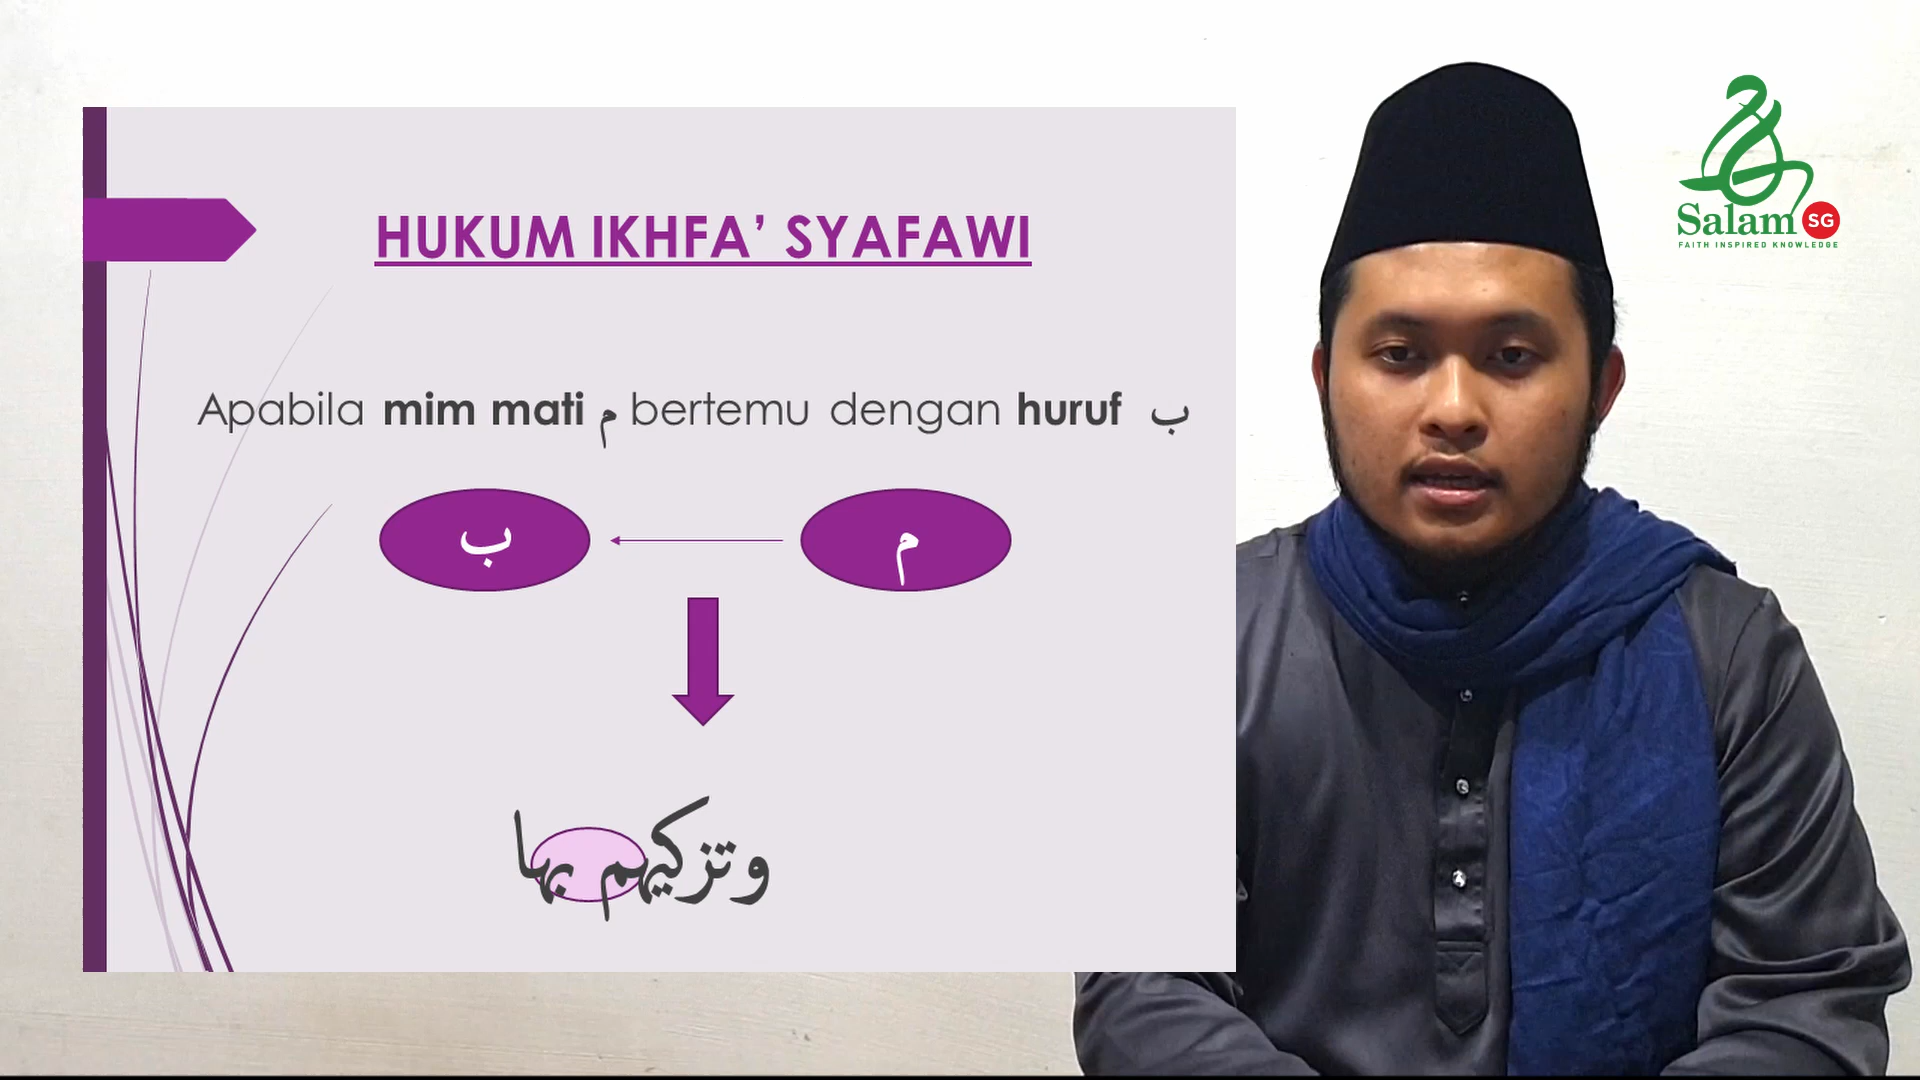 HUKUM IKHFA’ SYAFAWI
Apabila mim mati م bertemu dengan huruf ب
ب م
وتزكيهم بها
Salam SG
FAITH INSPIRED KNOWLEDGE